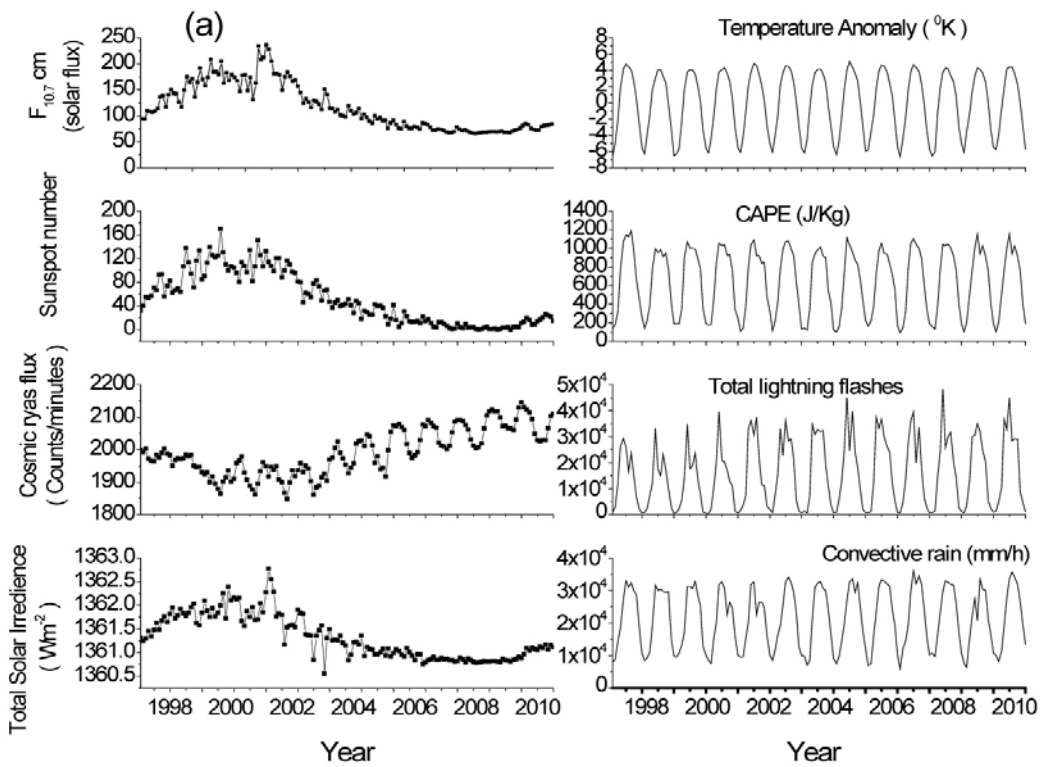 (a)
F10.7 cm
(solar flux)
250
200
150
100
50
0
Sunspot number
200
160
120
80
40
0
Cosmic ryas flux
( Counts/minutes )
2200
2100
2000
1900
1800
Total Solar Irredience
( Wm-2 )
1363.0
1362.5
1362.0
1361.5
1361.0
1360.5
1998 2000 2002 2004 2006 2008 2010
Year
Temperature Anomaly ( 0K )
8
4
0
-4
-8
CAPE (J/Kg)
1400
1200
1000
800
600
400
200
0
Total lightning flashes
5x10^4
4x10^4
3x10^4
2x10^4
1x10^4
0
Convective rain (mm/h)
4x10^4
3x10^4
2x10^4
1x10^4
0
1998 2000 2002 2004 2006 2008 2010
Year